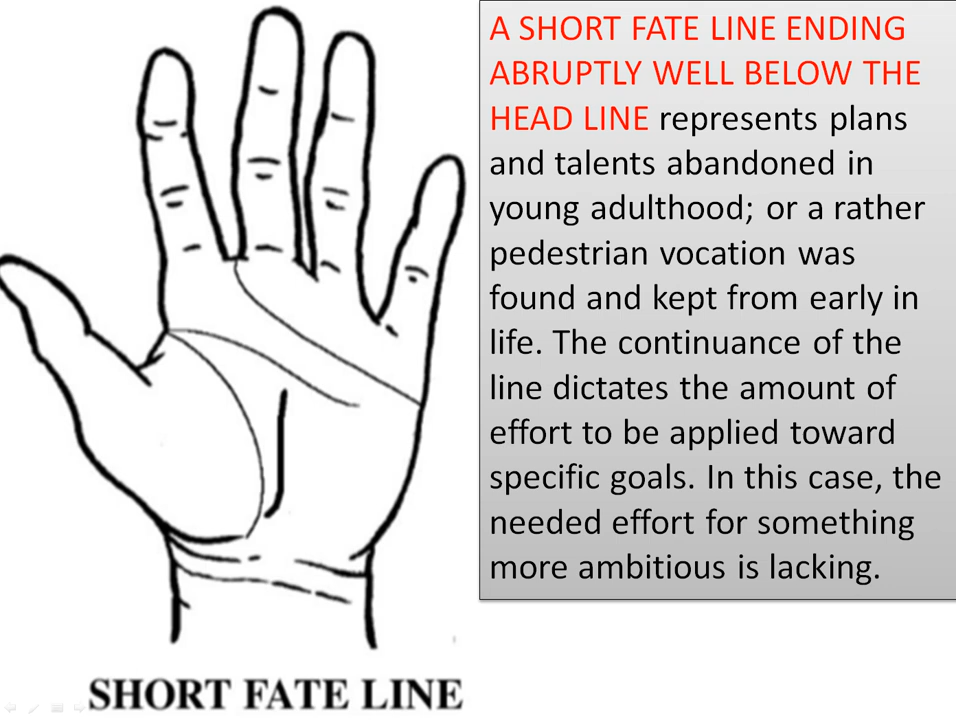 A SHORT FATE LINE ENDING
ABRUPTLY WELL BELOW THE
HEAD LINE represents plans
and talents abandoned in
young adulthood; or a rather
pedestrian vocation was
found and kept from early in
life. The continuance of the
line dictates the amount of
effort to be applied toward
specific goals. In this case, the
needed effort for something
more ambitious is lacking.
SHORT FATE LINE